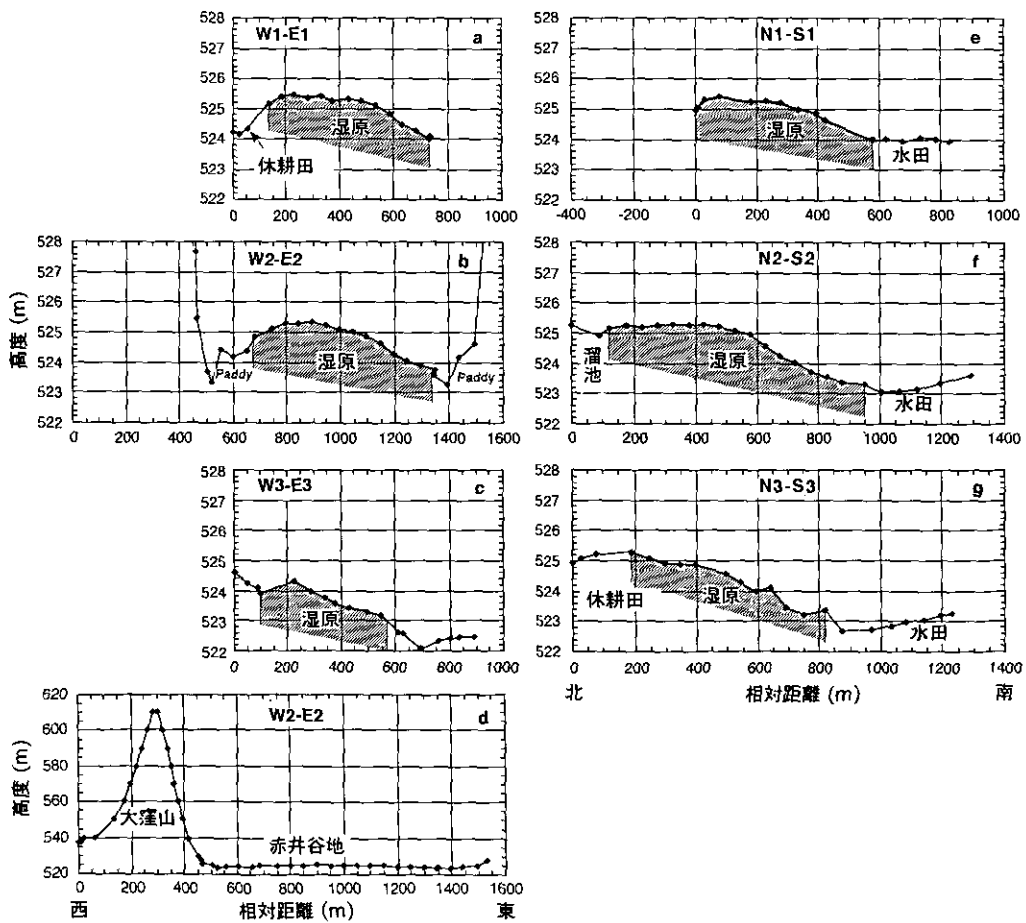 W1-E1
a
528
527
526
525
524
523
522
湿原
休耕田
0
200
400
600
800
1000
N1-S1
e
528
527
526
525
524
523
522
湿原
水田
-400
-200
0
200
400
600
800
1000
高度 (m)
W2-E2
b
528
527
526
525
524
523
522
Paddy
湿原
Paddy
0
200
400
600
800
1000
1200
1400
1600
N2-S2
f
528
527
526
525
524
523
522
溜池
湿原
水田
0
200
400
600
800
1000
1200
1400
W3-E3
c
528
527
526
525
524
523
522
湿原
0
200
400
600
800
1000
N3-S3
g
528
527
526
525
524
523
522
休耕田
湿原
水田
0
200
400
600
800
1000
1200
1400
北
相対距離 (m)
南
高度 (m)
W2-E2
d
620
600
580
560
540
520
大窪山
赤井谷地
0
200
400
600
800
1000
1200
1400
1600
西
相対距離 (m)
東